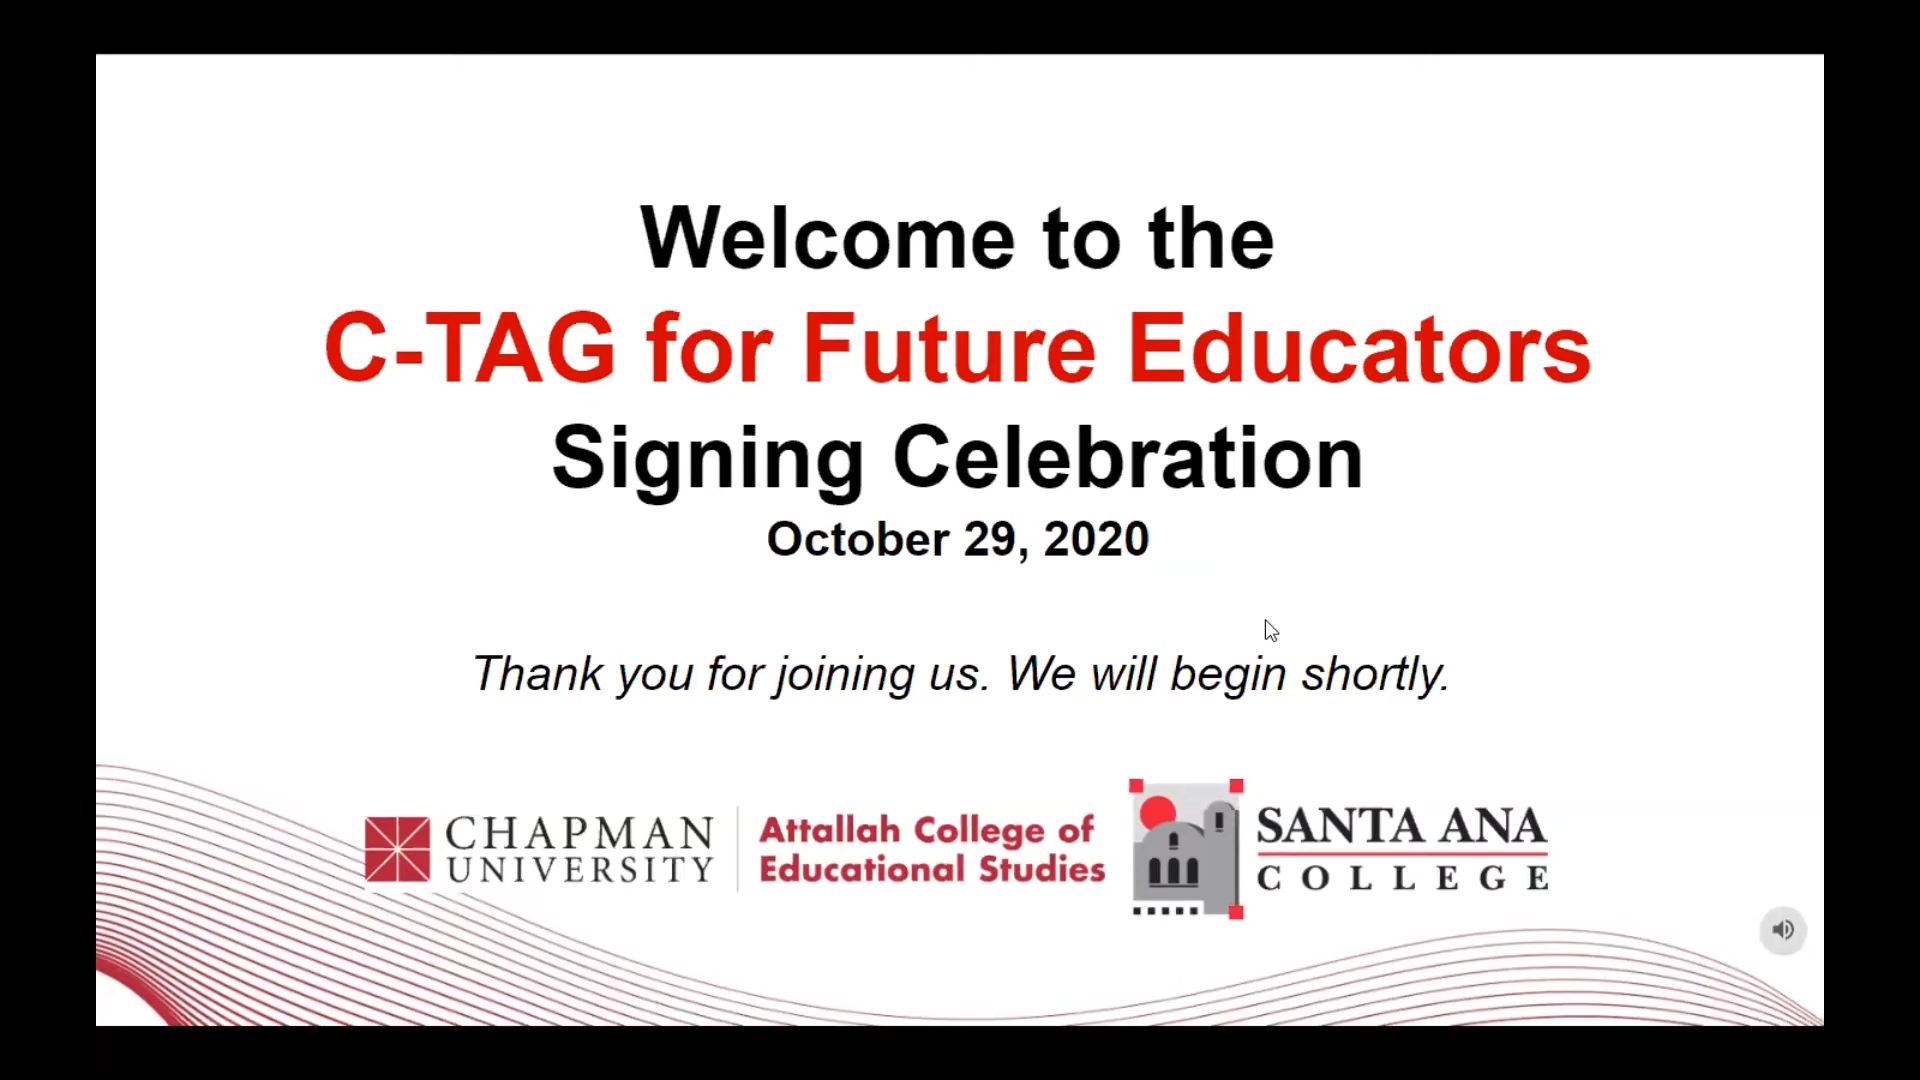 Welcome to the
C-TAG for Future Educators
Signing Celebration
October 29, 2020
Thank you for joining us. We will begin shortly.
CHAPMAN
UNIVERSITY
Attallah College of
Educational Studies
SANTA ANA
COLLEGE